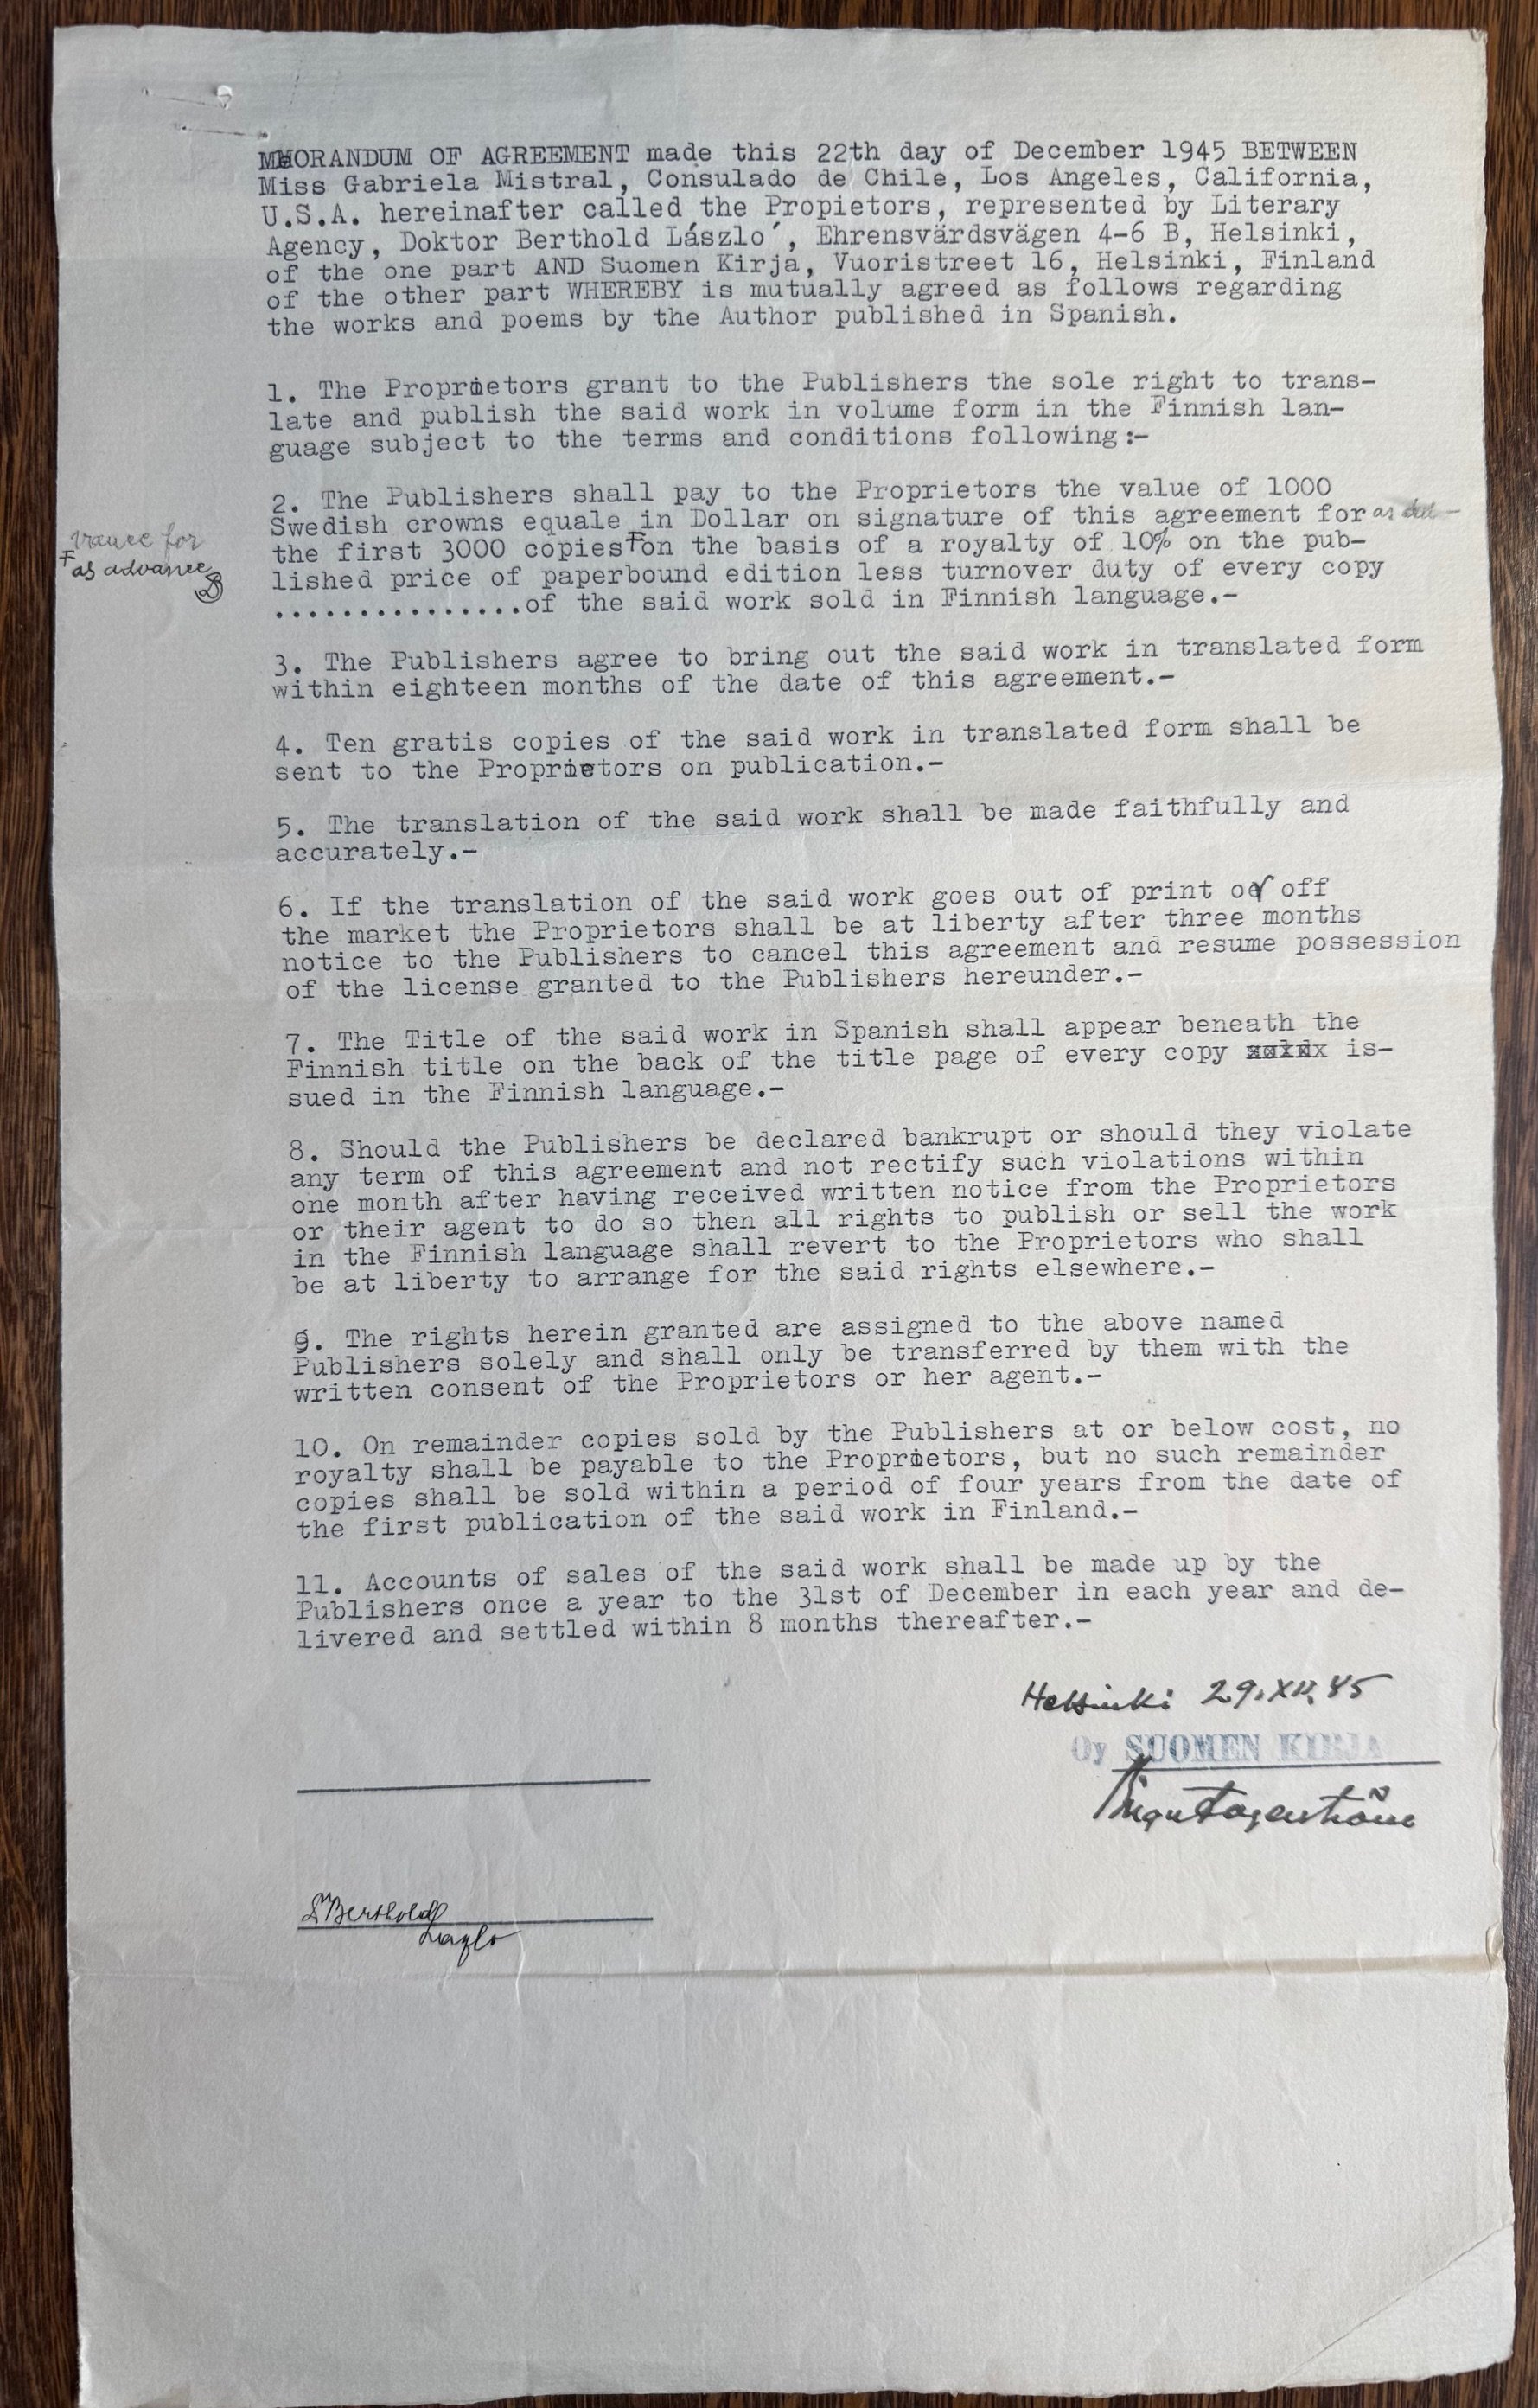 MEMORANDUM OF AGREEMENT made this 22th day of December 1945 BETWEEN
Miss Gabriela Mistral, Consulado de Chile, Los Angeles, California,
U.S.A. hereinafter called the Propietors, represented by Literary
Agency, Doktor Berthold Lászlo´, Ehrensvärdsvägen 4-6 B, Helsinki,
of the one part AND Suomen Kirja, Vuoristreet 16, Helsinki, Finland
of the other part WHEREBY is mutually agreed as follows regarding
the works and poems by the Author published in Spanish.
1. The Proprietors grant to the Publishers the sole right to trans-
late and publish the said work in volume form in the Finnish lan-
guage subject to the terms and conditions following:-
2. The Publishers shall pay to the Proprietors the value of 1000
Swedish crowns equale in Dollar on signature of this agreement for as
the first 3000 copies on the basis of a royalty of 10% on the pub-
for
as advance
lished price of paperbound edition less turnover duty of every copy
...............of the said work sold in Finnish language.-
3. The Publishers agree to bring out the said work in translated form
within eighteen months of the date of this agreement.-
4. Ten gratis copies of the said work in translated form shall be
sent to the Proprietors on publication.-
5. The translation of the said work shall be made faithfully and
accurately.-
6. If the translation of the said work goes out of print or off
the market the Proprietors shall be at liberty after three months
notice to the Publishers to cancel this agreement and resume possession
of the license granted to the Publishers hereunder.-
7. The Title of the said work in Spanish shall appear beneath the
Finnish title on the back of the title page of every copy is-
sued in the Finnish language.-
8. Should the Publishers be declared bankrupt or should they violate
any term of this agreement and not rectify such violations within
one month after having received written notice from the Proprietors
or their agent to do so then all rights to publish or sell the work
in the Finnish language shall revert to the Proprietors who shall
be at liberty to arrange for the said rights elsewhere.-
9. The rights herein granted are assigned to the above named
Publishers solely and shall only be transferred by them with the
written consent of the Proprietors or her agent.-
10. On remainder copies sold by the Publishers at or below cost, no
royalty shall be payable to the Proprietors, but no such remainder
copies shall be sold within a period of four years from the date of
the first publication of the said work in Finland.-
11. Accounts of sales of the said work shall be made up by the
Publishers once a year to the 31st of December in each year and de-
livered and settled within 8 months thereafter.-
Helsinki 29.XII.45
Oy SUOMEN KIRJA
Dr Berthold
Laszlo